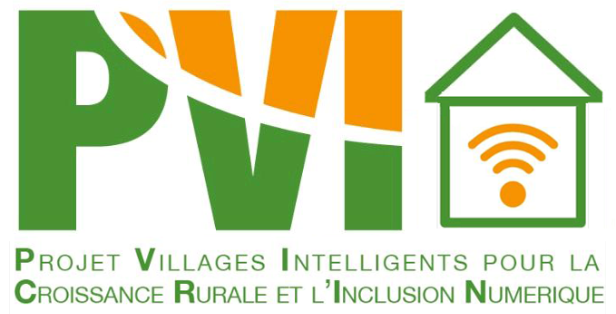 PVI
PROJET VILLAGES INTELLIGENTS POUR LA
CROISSANCE RURALE ET L'INCLUSION NUMERIQUE